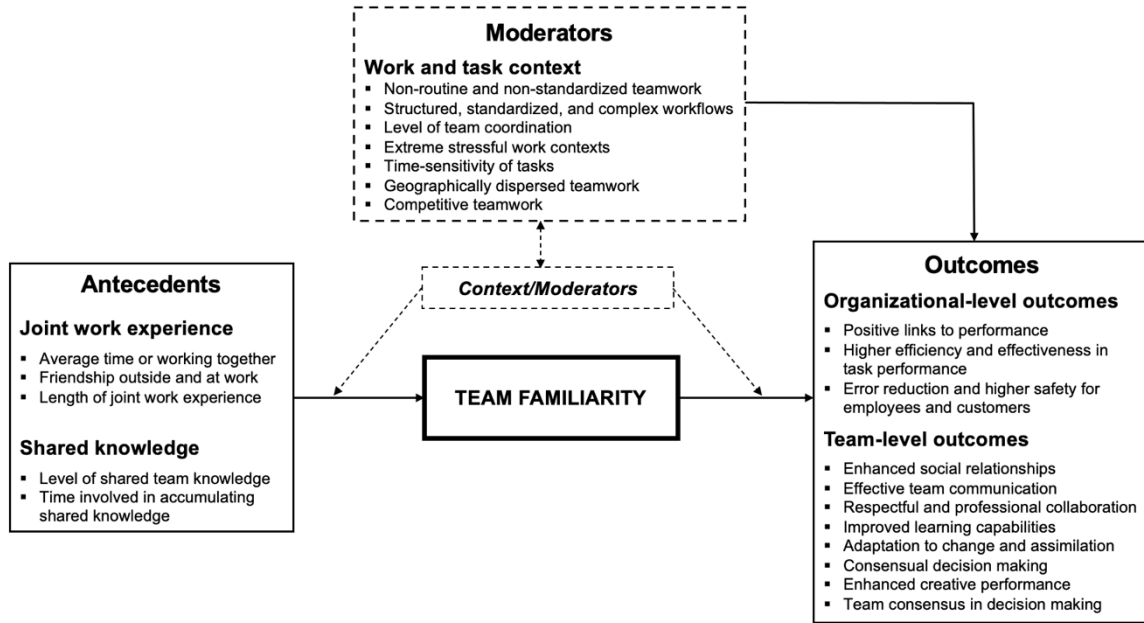 Moderators
Work and task context
▪ Non-routine and non-standardized teamwork
▪ Structured, standardized, and complex workflows
▪ Level of team coordination
▪ Extreme stressful work contexts
▪ Time-sensitivity of tasks
▪ Geographically dispersed teamwork
▪ Competitive teamwork
Antecedents
Joint work experience
▪ Average time or working together
▪ Friendship outside and at work
▪ Length of joint work experience
Shared knowledge
▪ Level of shared team knowledge
▪ Time involved in accumulating
shared knowledge
Context/Moderators
TEAM FAMILIARITY
Outcomes
Organizational-level outcomes
▪ Positive links to performance
▪ Higher efficiency and effectiveness in
task performance
▪ Error reduction and higher safety for
employees and customers
Team-level outcomes
▪ Enhanced social relationships
▪ Effective team communication
▪ Respectful and professional collaboration
▪ Improved learning capabilities
▪ Adaptation to change and assimilation
▪ Consensual decision making
▪ Enhanced creative performance
▪ Team consensus in decision making